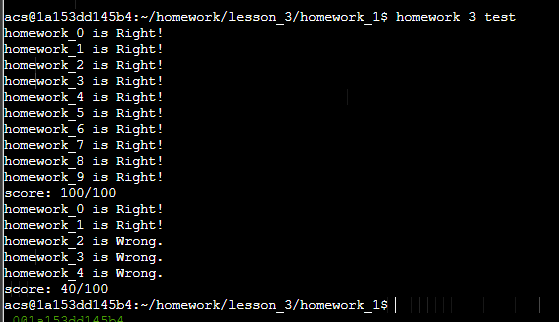 acs@1a153dd145b4:~/homework/lesson_3/homework_1$ homework 3 test
homework_0 is Right!
homework_1 is Right!
homework_2 is Right!
homework_3 is Right!
homework_4 is Right!
homework_5 is Right!
homework_6 is Right!
homework_7 is Right!
homework_8 is Right!
homework_9 is Right!
score: 100/100
homework_0 is Right!
homework_1 is Right!
homework_2 is Wrong.
homework_3 is Wrong.
homework_4 is Wrong.
score: 40/100
acs@1a153dd145b4:~/homework/lesson_3/homework_1$